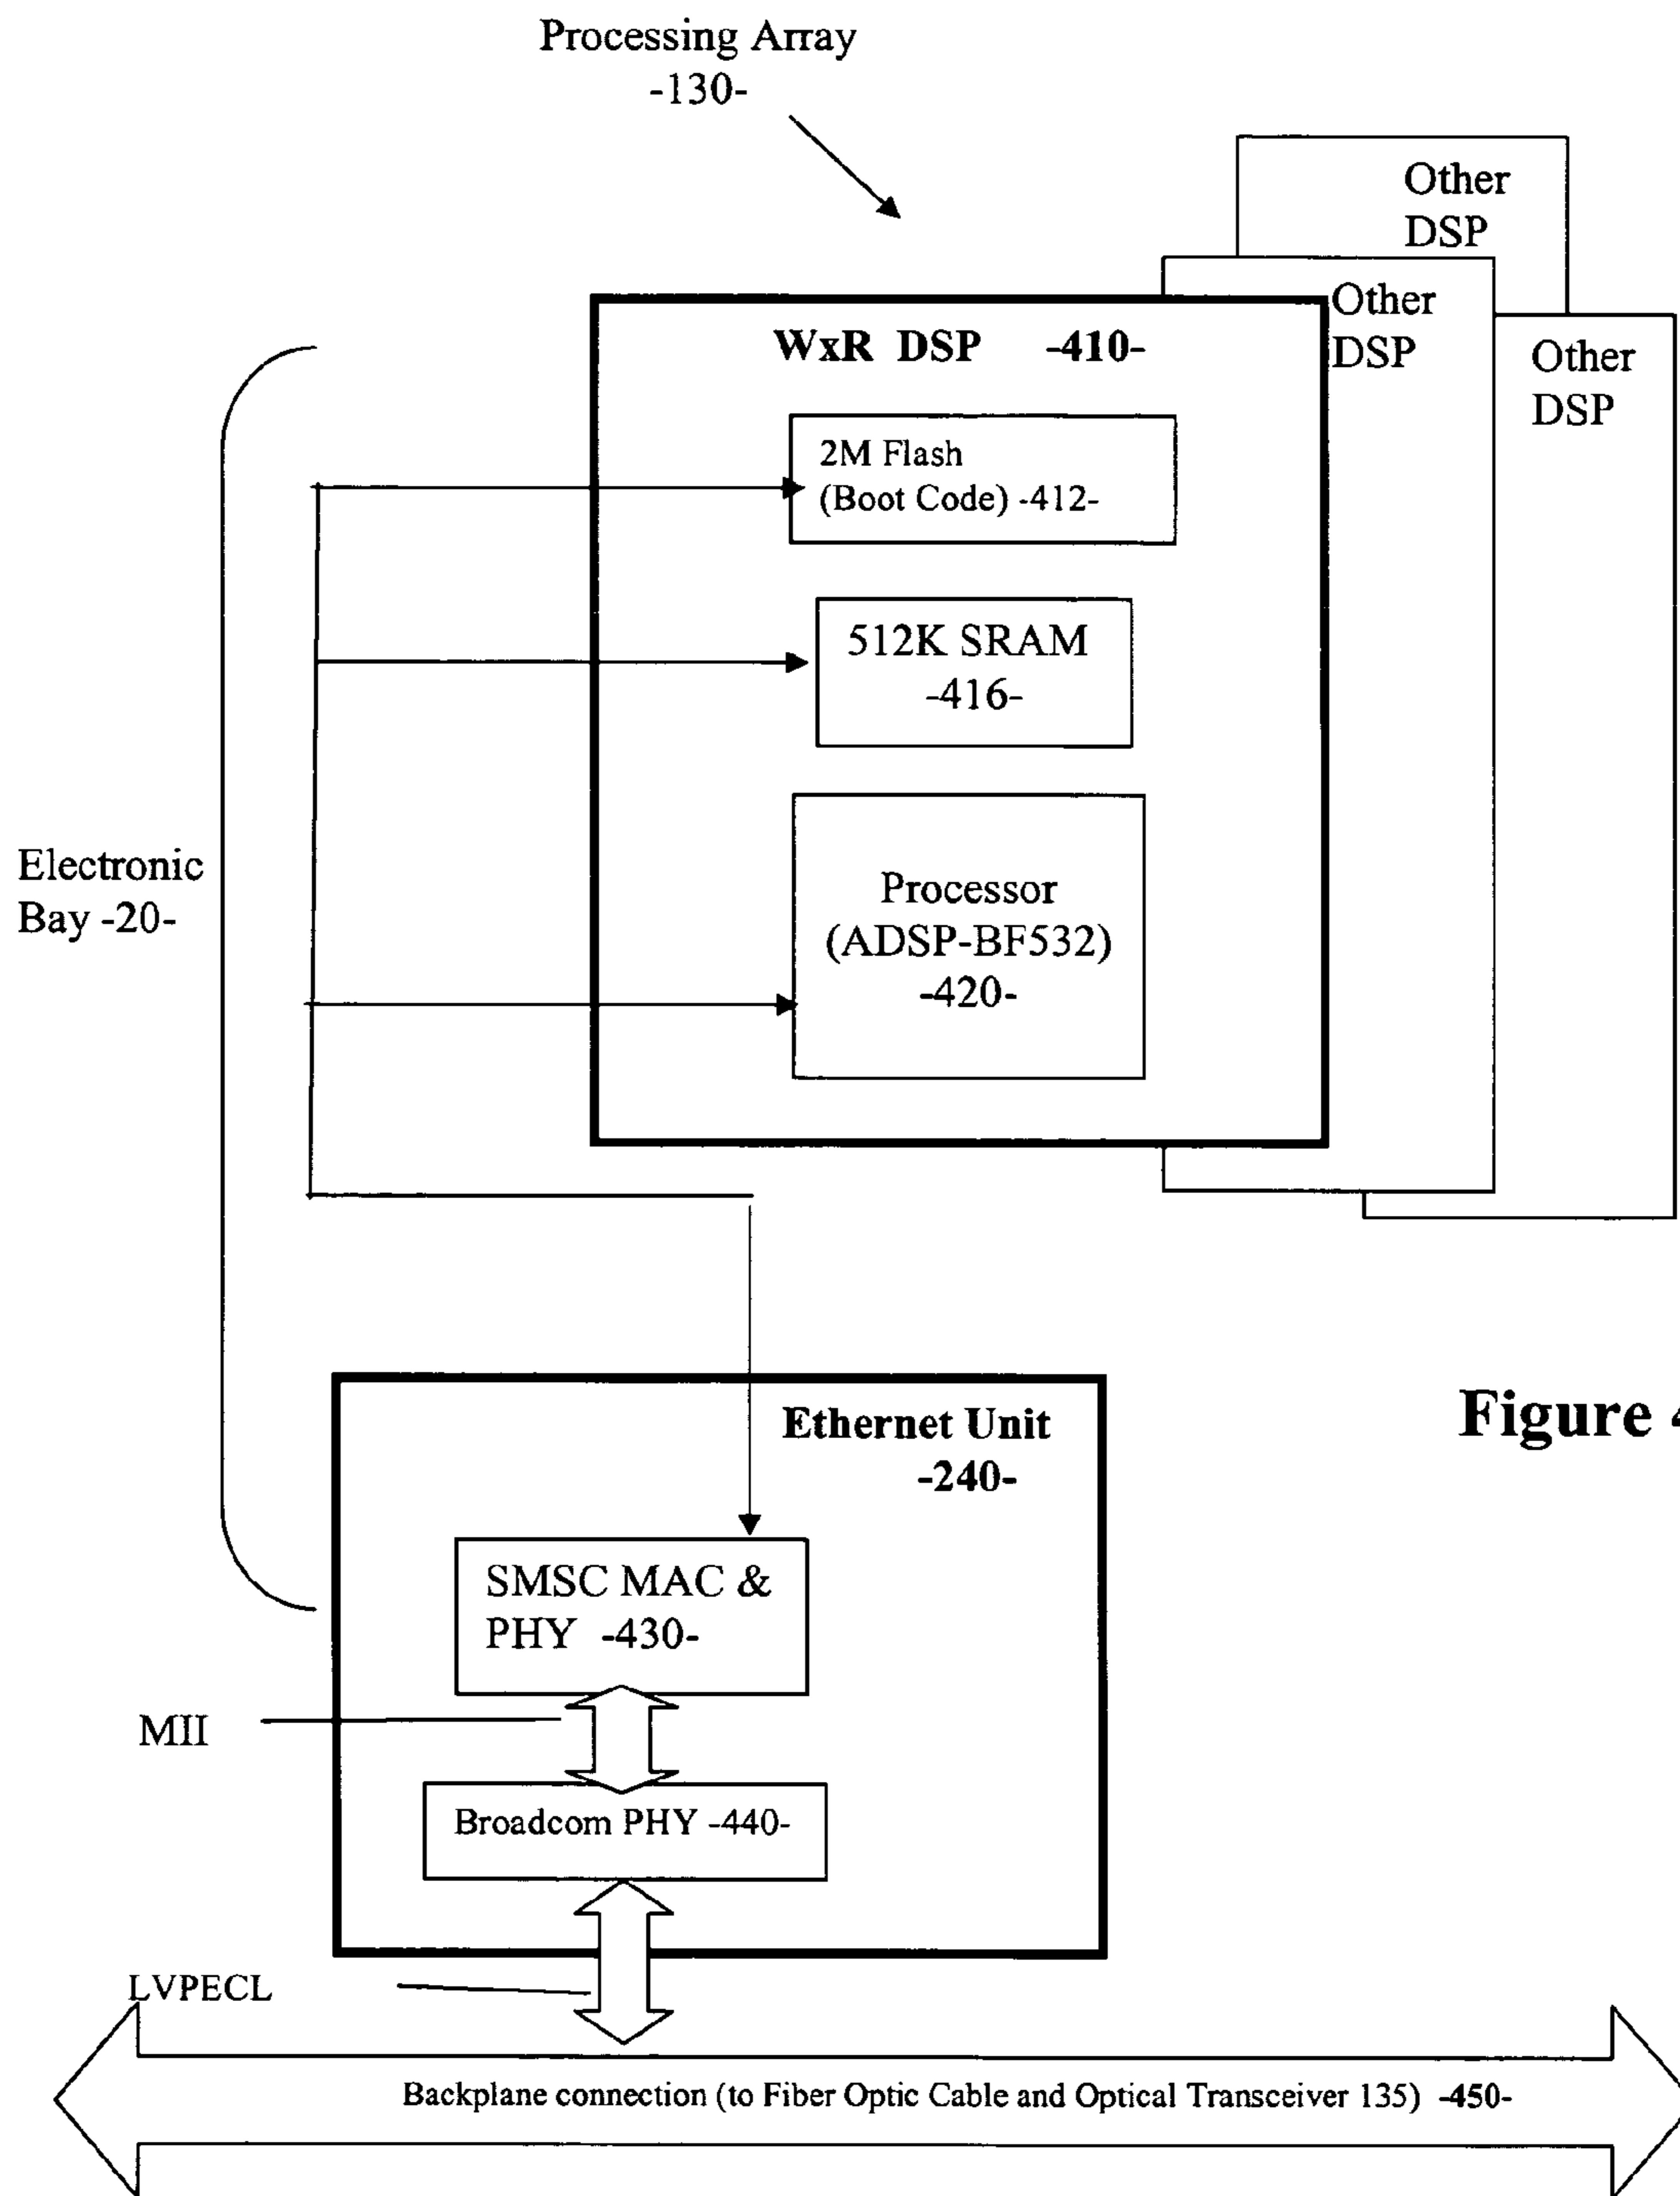 Processing Array
-130-
Other
DSP
Other
DSP
Other
DSP
WxR DSP -410-
2M Flash
(Boot Code) -412-
512K SRAM
-416-
Processor
(ADSP-BF532)
-420-
Electronic
Bay -20-
Figure 4
Ethernet Unit
-240-
SMSC MAC &
PHY -430-
MII
Broadcom PHY -440-
LVPECL
Backplane connection (to Fiber Optic Cable and Optical Transceiver 135) -450-